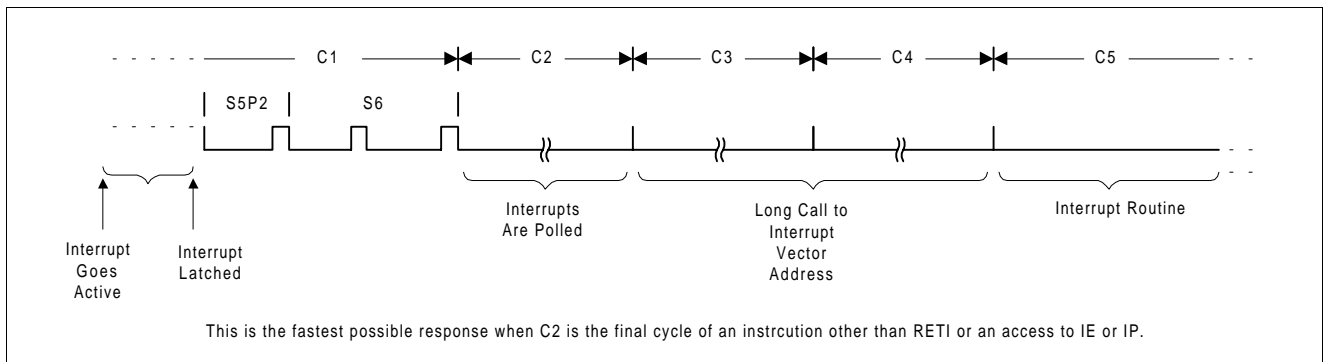 C1 C2 C3 C4 C5
S5P2 S6
Interrupts
Are Polled
Long Call to
Interrupt
Vector
Address
Interrupt Routine
Interrupt
Goes
Active
Interrupt
Latched
This is the fastest possible response when C2 is the final cycle of an instrcution other than RETI or an access to IE or IP.